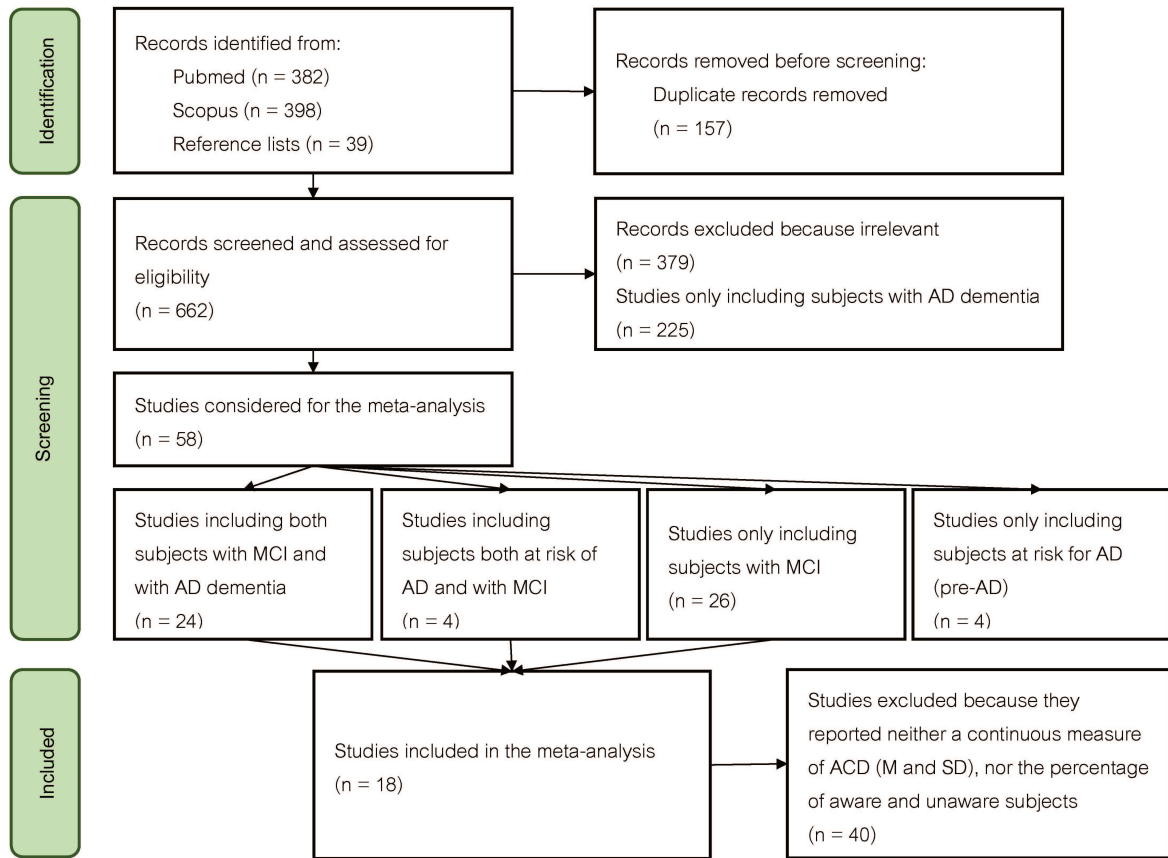 Identification
Records identified from:
Pubmed (n = 382)
Scopus (n = 398)
Reference lists (n = 39)
Records removed before screening:
Duplicate records removed
(n = 157)
Screening
Records screened and assessed for
eligibility
(n = 662)
Records excluded because irrelevant
(n = 379)
Studies only including subjects with AD dementia
(n = 225)
Studies considered for the meta-analysis
(n = 58)
Studies including both
subjects with MCI and
with AD dementia
(n = 24)
Studies including
subjects both at risk of
AD and with MCI
(n = 4)
Studies only including
subjects with MCI
(n = 26)
Studies only including
subjects at risk for AD
(pre-AD)
(n = 4)
Included
Studies included in the meta-analysis
(n = 18)
Studies excluded because they
reported neither a continuous measure
of ACD (M and SD), nor the percentage
of aware and unaware subjects
(n = 40)